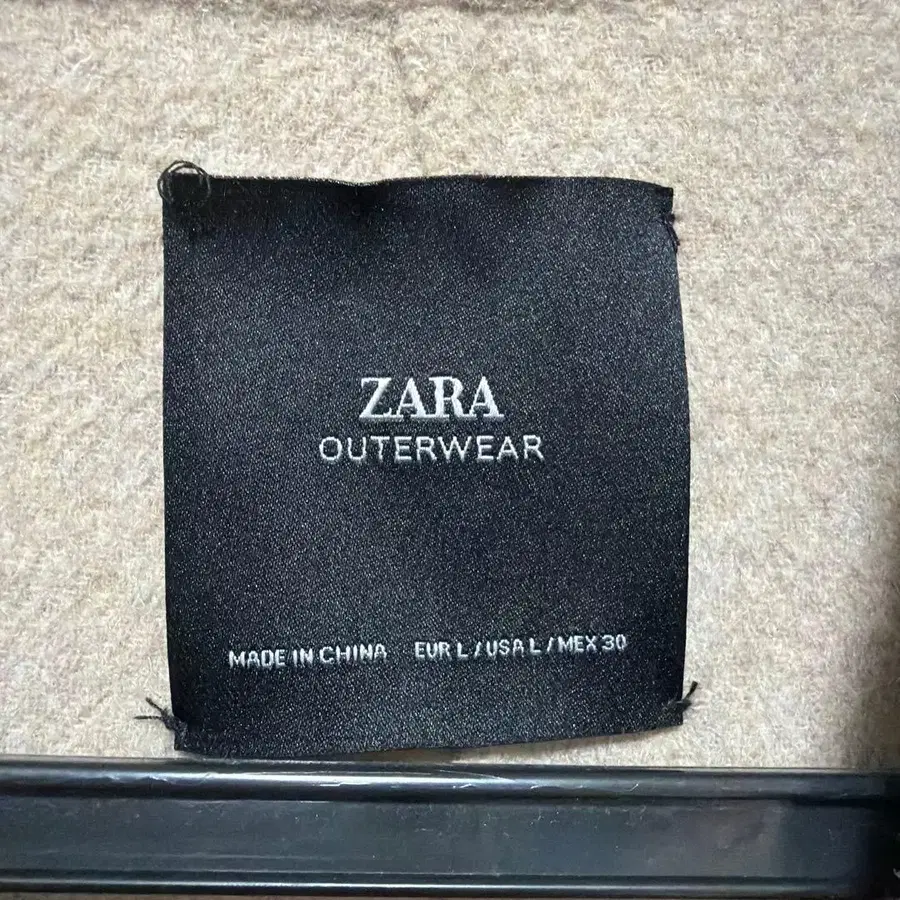 ZARA
OUTERWEAR
MADE IN CHINA EUR L / USA L / MEX 30